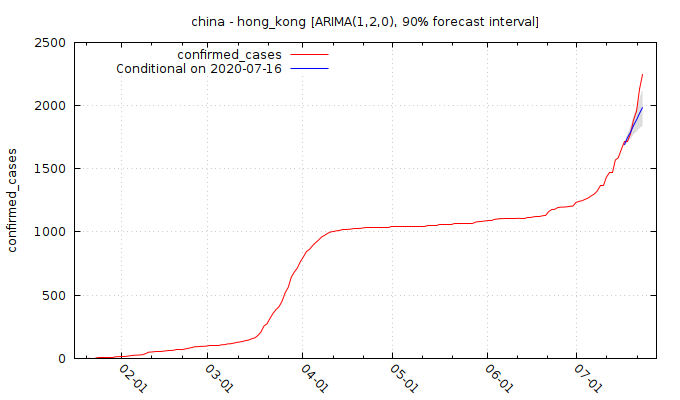 china - hong_kong [ARIMA(1,2,0), 90% forecast interval]
2500
confirmed_cases
Conditional on 2020-07-16
2000
1500
confirmed_cases
1000
500
0
02-01 03-01 04-01 05-01 06-01 07-01